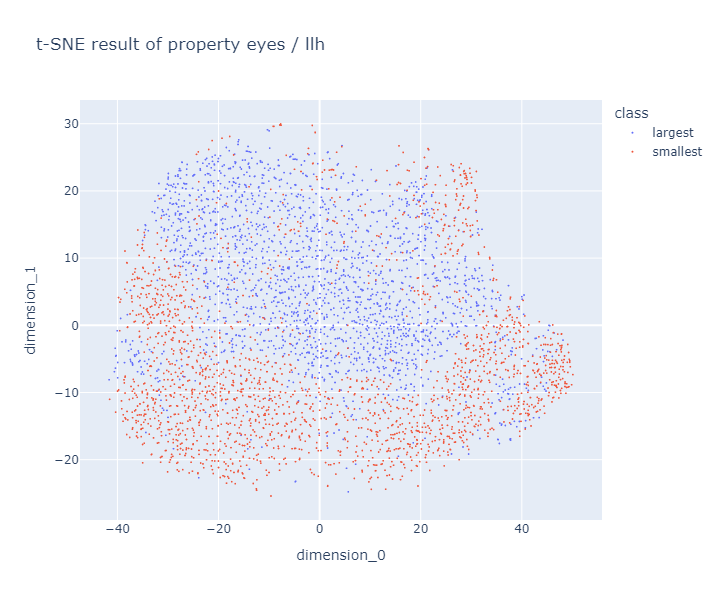 t-SNE result of property eyes / llh
class
largest
smallest
30
20
10
0
−10
−20
dimension_1
−40
−20
0
20
40
dimension_0